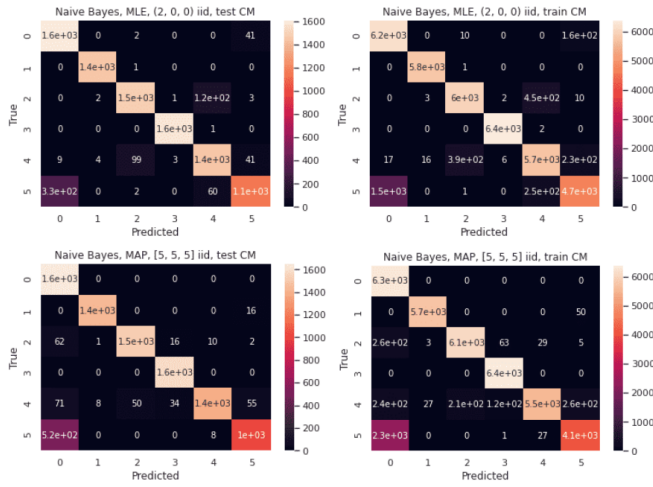 Naive Bayes, MLE, (2, 0, 0) iid, test CM
True
0 1.6e+03 0 2 0 0 41
1 0 1.4e+03 1 0 0 0
2 0 2 1.5e+03 1 1.2e+02 3
3 0 0 0 1.6e+03 1 0
4 9 4 99 3 1.4e+03 41
5 3.3e+02 0 2 0 60 1.1e+03
0 1 2 3 4 5
Predicted
1600
1400
1200
1000
800
600
400
200
0
Naive Bayes, MLE, (2, 0, 0) iid, train CM
True
0 6.2e+03 0 10 0 0 1.6e+02
1 0 5.8e+03 1 0 0 0
2 0 3 6e+03 2 4.5e+02 10
3 0 0 0 6.4e+03 2 0
4 17 16 3.9e+02 6 5.7e+03 2.3e+02
5 1.5e+03 0 1 0 2.5e+02 4.7e+03
0 1 2 3 4 5
Predicted
6000
5000
4000
3000
2000
1000
0
Naive Bayes, MAP, [5, 5, 5] iid, test CM
True
0 1.6e+03 0 0 0 0 0
1 0 1.4e+03 0 0 0 16
2 62 1 1.5e+03 16 10 2
3 0 0 0 1.6e+03 0 0
4 71 8 50 34 1.4e+03 55
5 5.2e+02 0 0 0 8 1e+03
0 1 2 3 4 5
Predicted
1600
1400
1200
1000
800
600
400
200
0
Naive Bayes, MAP, [5, 5, 5] iid, train CM
True
0 6.3e+03 0 0 0 0 0
1 0 5.7e+03 0 0 0 50
2 2.6e+02 3 6.1e+03 63 29 5
3 0 0 0 6.4e+03 0 0
4 2.4e+02 27 2.1e+02 1.2e+02 5.5e+03 2.6e+02
5 2.3e+03 0 0 1 27 4.1e+03
0 1 2 3 4 5
Predicted
6000
5000
4000
3000
2000
1000
0